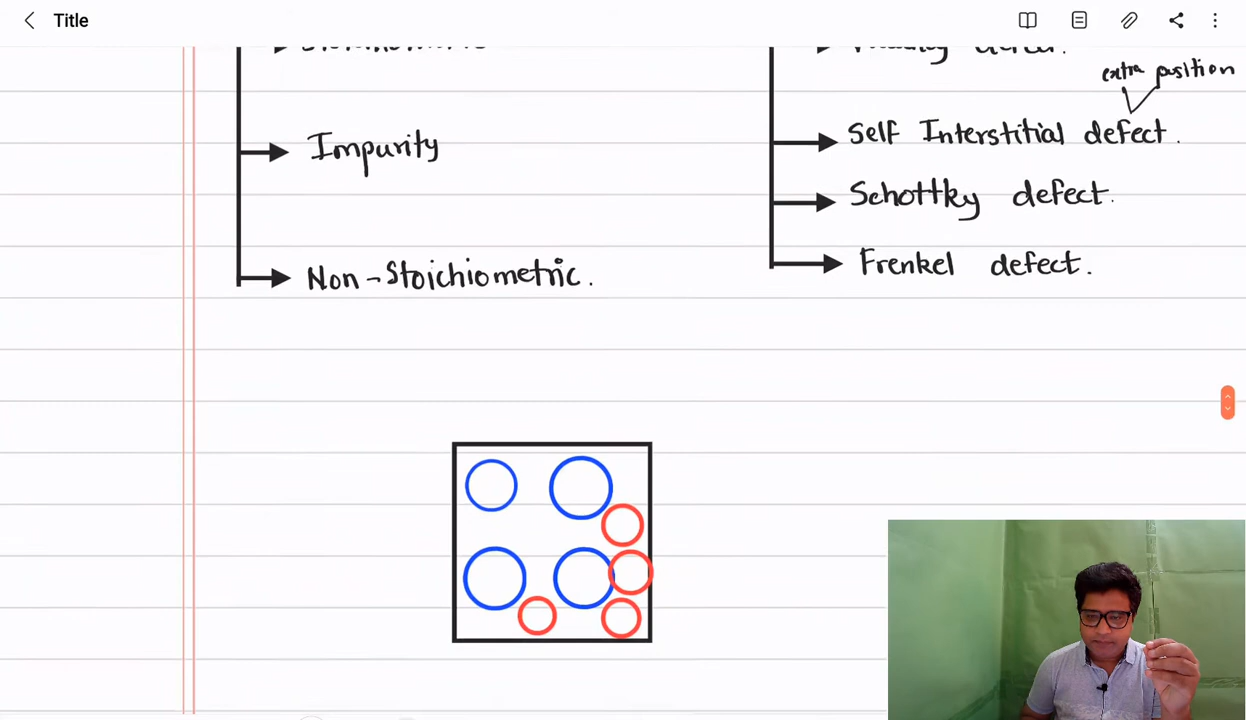 Title
extra position
Impurity
Self Interstitial defect.
Schottky defect.
Non-Stoichiometric.
Frenkel defect.